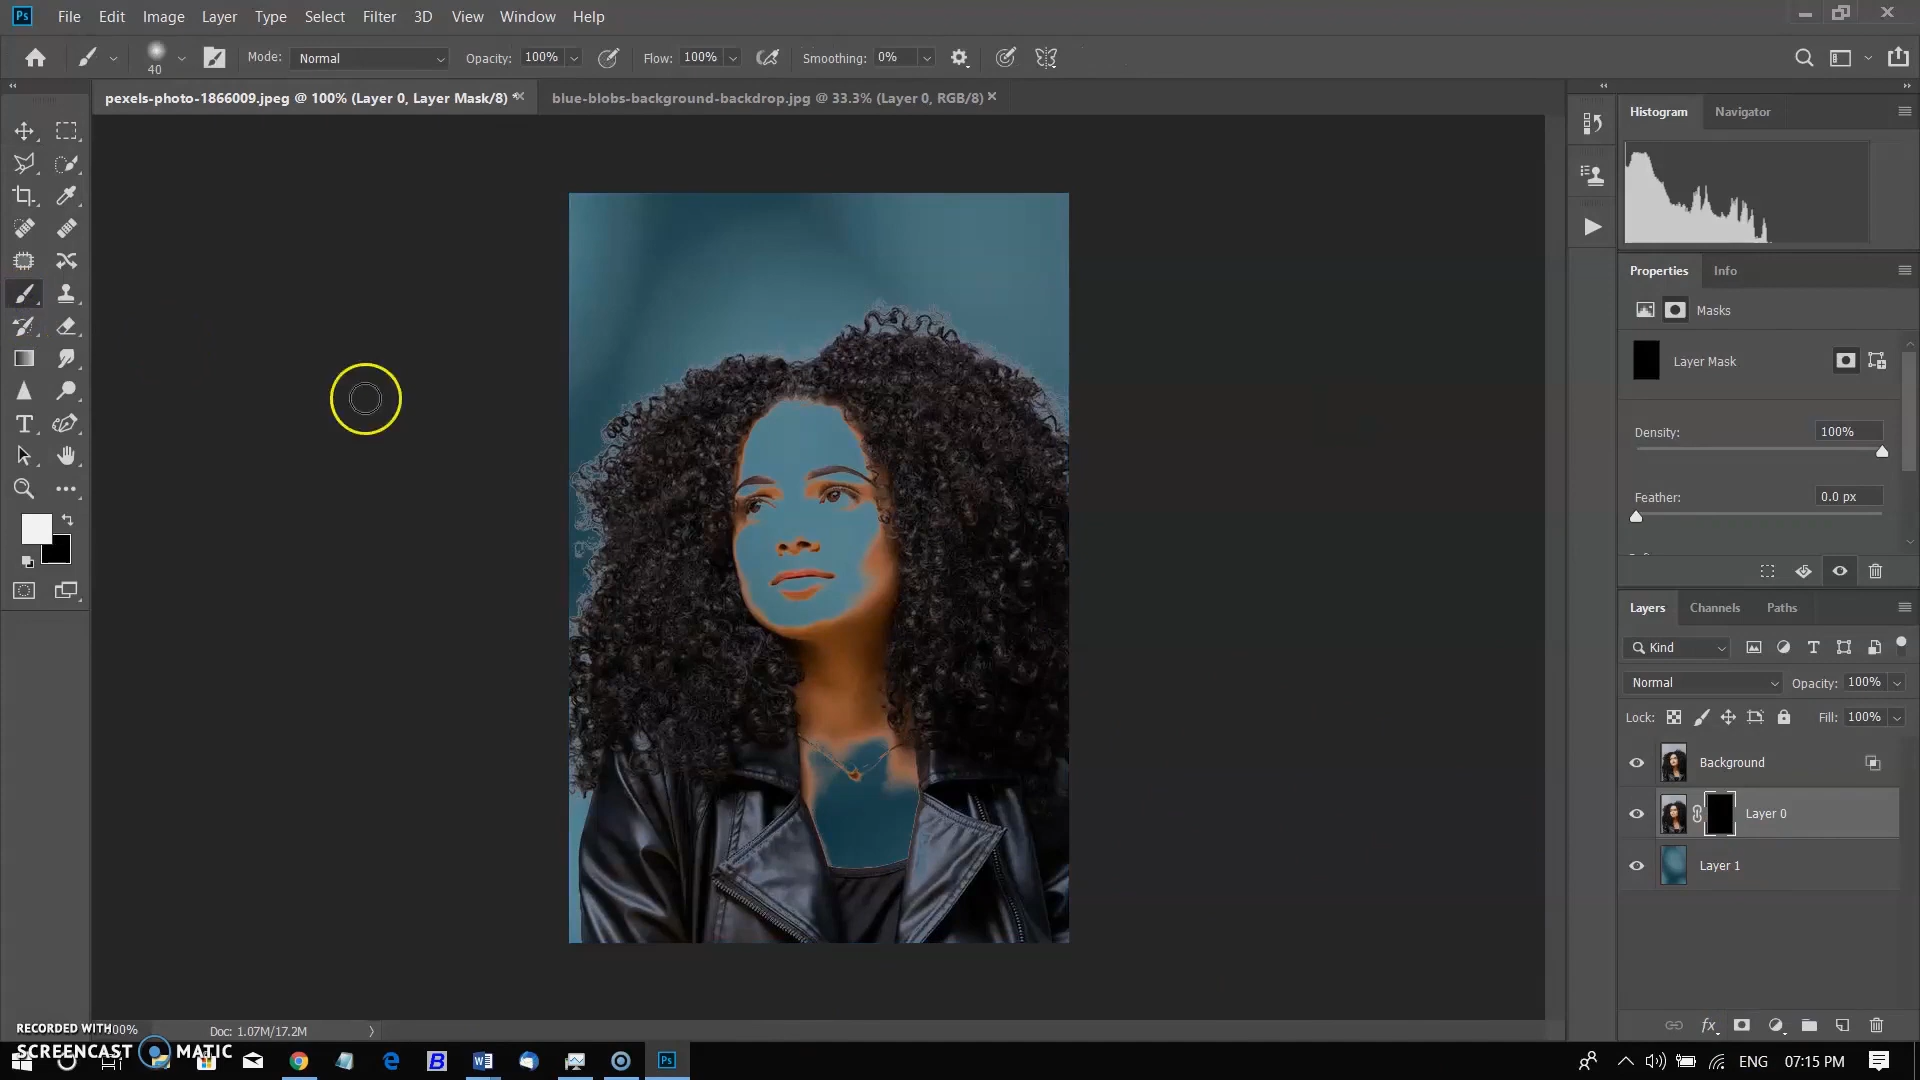 Ps File Edit Image Layer Type Select Filter 3D View Window Help
40 Mode: Normal Opacity: 100% Flow: 100% Smoothing: 0%
pexels-photo-1866009.jpeg @ 100% (Layer 0, Layer Mask/8) *
blue-blobs-background-backdrop.jpg @ 33.3% (Layer 0, RGB/8)
Histogram Navigator
Properties Info
Masks
Layer Mask
Density: 100%
Feather: 0.0 px
Layers Channels Paths
Kind
Normal Opacity: 100%
Lock: Fill: 100%
Background
Layer 0
Layer 1
Doc: 1.07M/17.2M
RECORDED WITH
SCREENCAST MATIC
Ps
ENG 07:15 PM